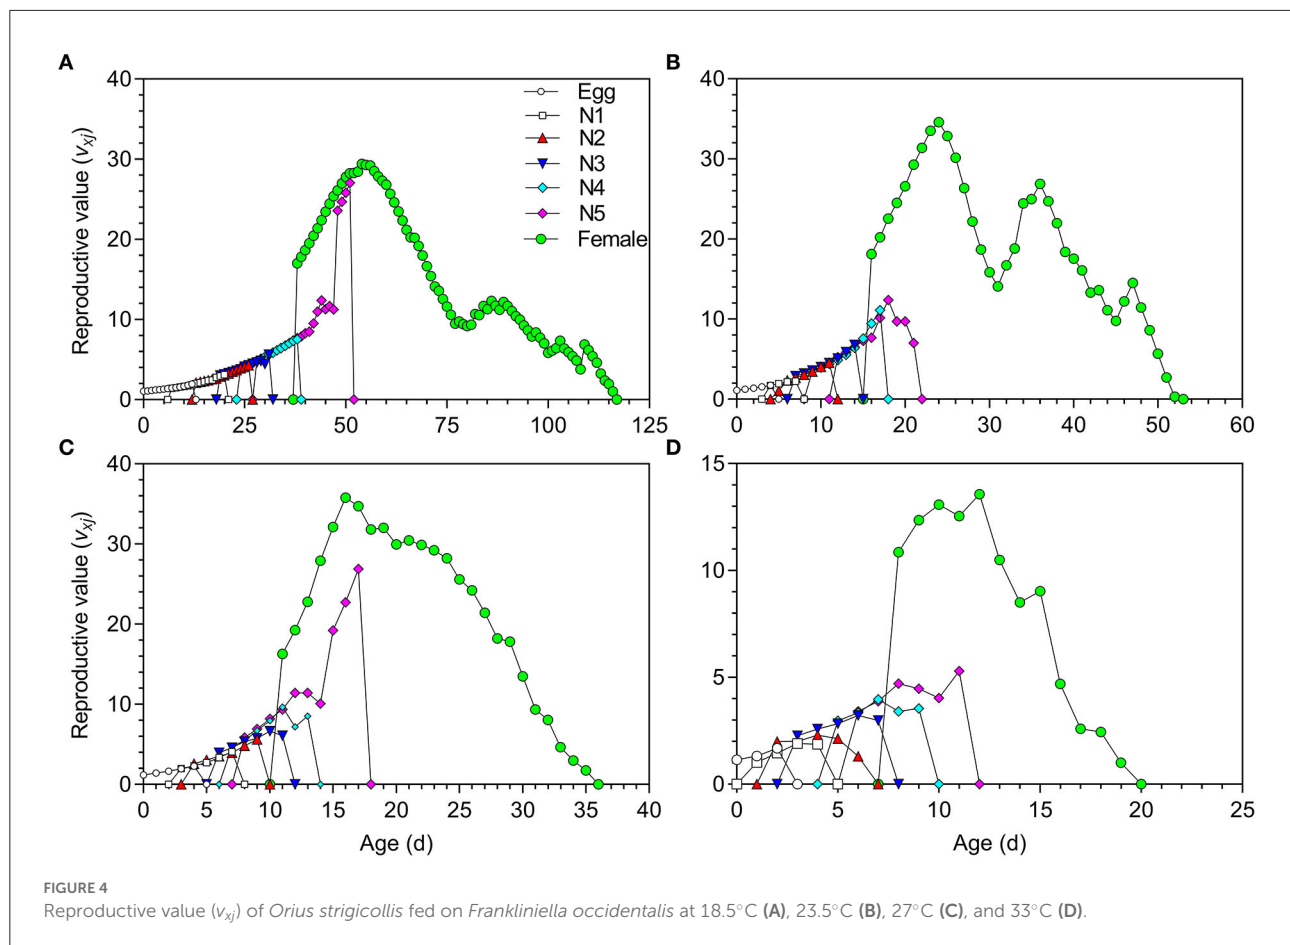 A
B
40
30
20
10
0
Reproductive value (vxj)
Egg
N1
N2
N3
N4
N5
Female
0 25 50 75 100 125
40
30
20
10
0
0 10 20 30 40 50 60
C
D
40
30
20
10
0
Reproductive value (vxj)
0 5 10 15 20 25 30 35 40
Age (d)
15
10
5
0
0 5 10 15 20 25
Age (d)
FIGURE 4
Reproductive value (vxj) of Orius strigicollis fed on Frankliniella occidentalis at 18.5°C (A), 23.5°C (B), 27°C (C), and 33°C (D).